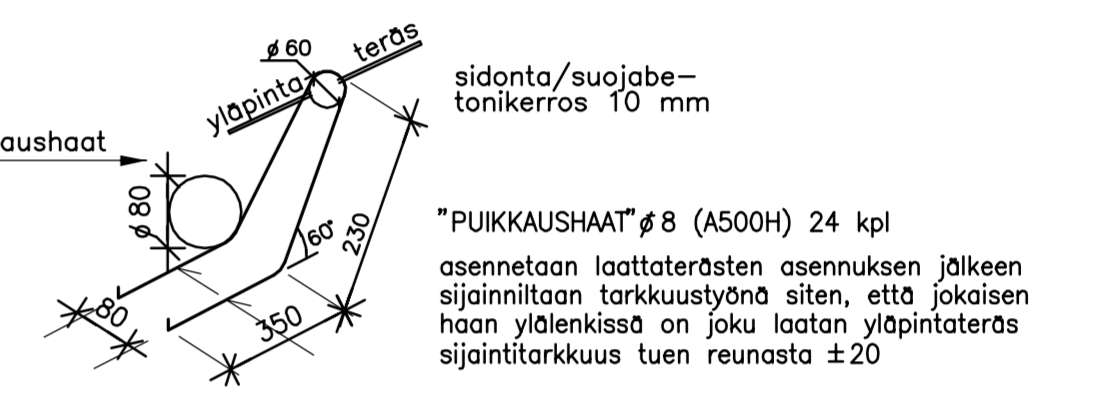 ø 60
teräs
yläpinta
sidonta/suojabe-
tonikerros 10 mm
aushaat
ø 80
60°
230
80
350
"PUIKKAUSHAAT" ø 8 (A500H) 24 kpl
asennetaan laattaterästen asennuksen jälkeen
sijainniltaan tarkkuustyönä siten, että jokaisen
haan ylälenkissä on joku laatan yläpintateräs
sijaintitarkkuus tuen reunasta ±20